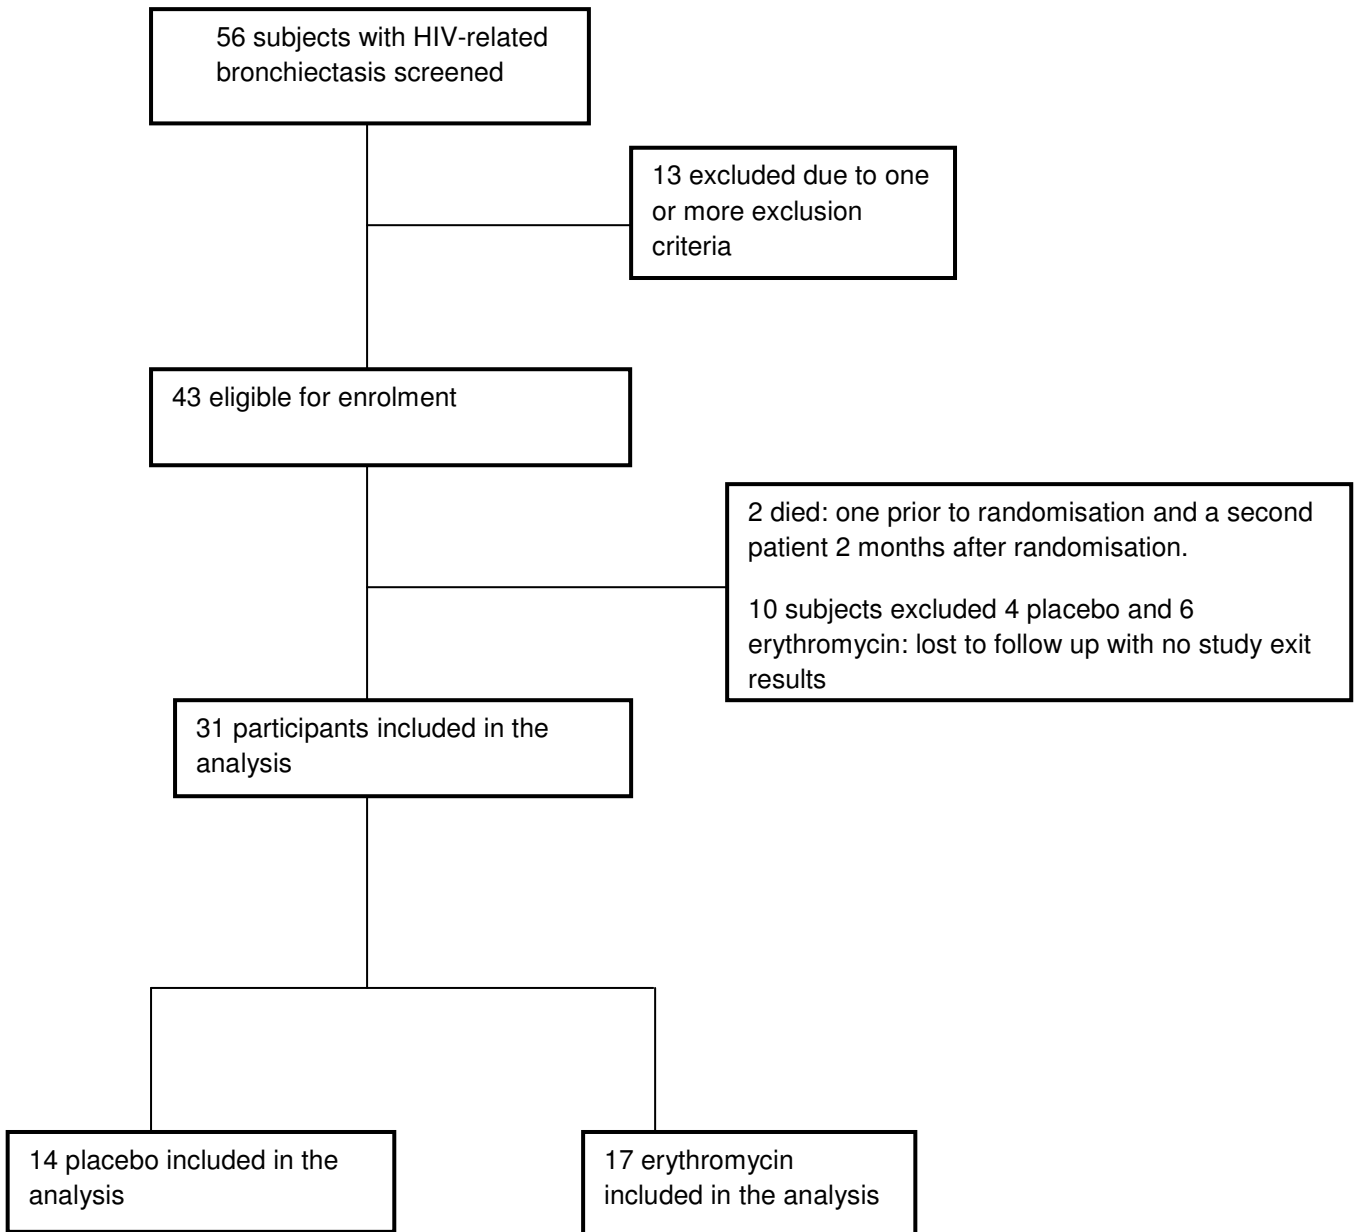 56 subjects with HIV-related
bronchiectasis screened
13 excluded due to one
or more exclusion
criteria
43 eligible for enrolment
2 died: one prior to randomisation and a second
patient 2 months after randomisation.
10 subjects excluded 4 placebo and 6
erythromycin: lost to follow up with no study exit
results
31 participants included in the
analysis
14 placebo included in the
analysis
17 erythromycin
included in the analysis